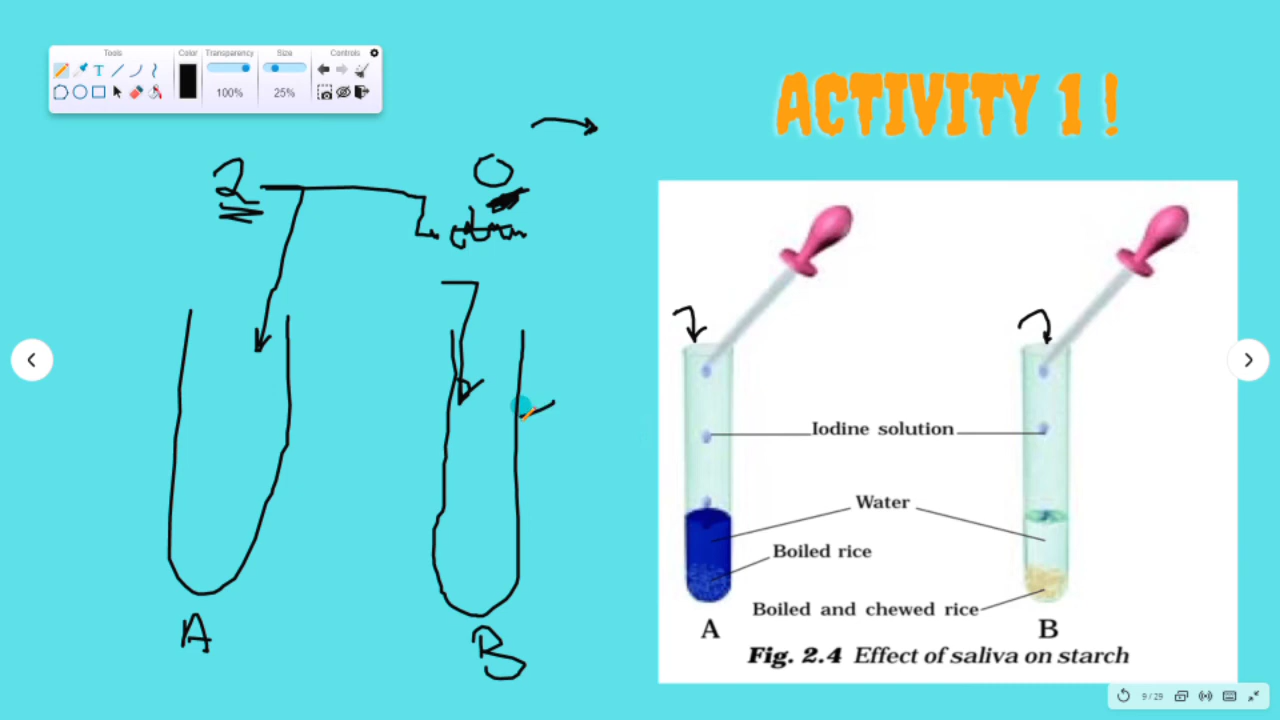 Tools
Color
Transparency
Size
Controls
100%
25%
ACTIVITY 1 !
2
A
B
Iodine solution
Water
Boiled rice
Boiled and chewed rice
A
B
Fig. 2.4 Effect of saliva on starch
9 / 29